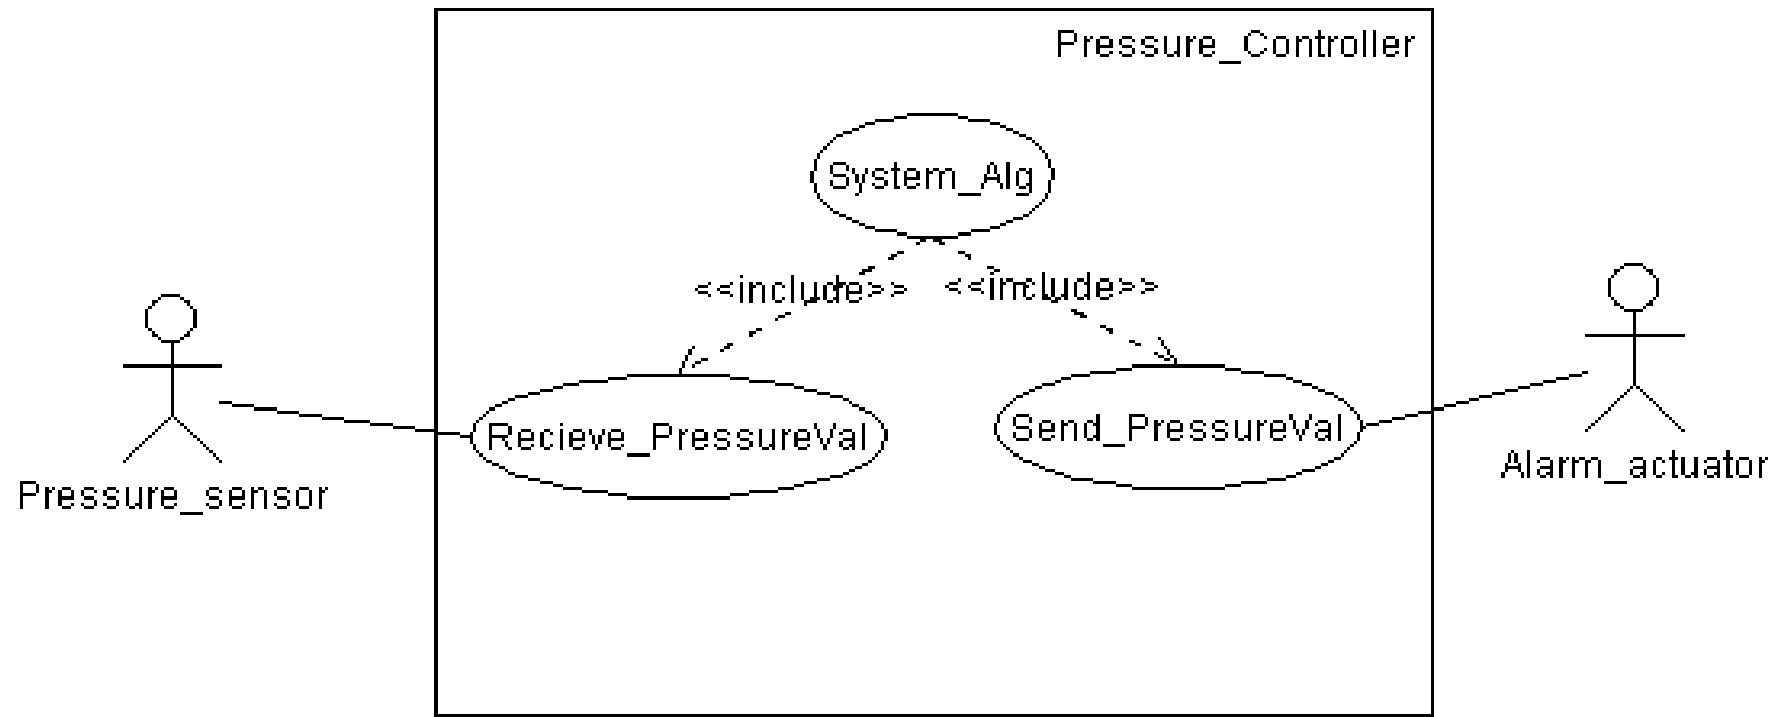 Pressure_Controller
System_Alg
<<include>>
<<include>>
Recieve_PressureVal
Send_PressureVal
Pressure_sensor
Alarm_actuator